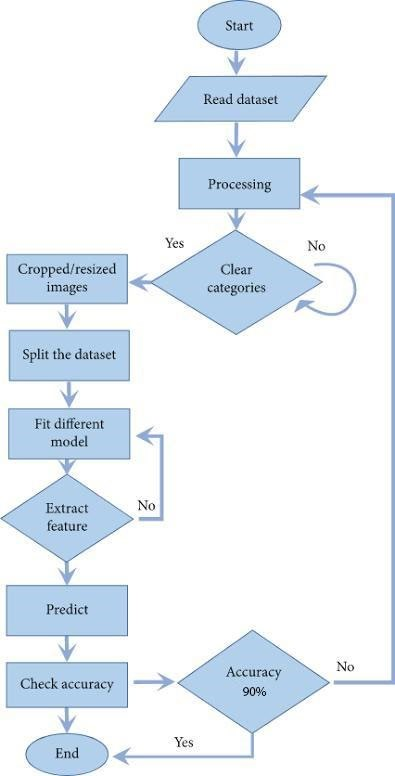 Start
Read dataset
Processing
Yes
No
Clear
categories
Cropped/resized
images
Split the dataset
Fit different
model
Extract
feature
No
Predict
Check accuracy
Accuracy
90%
No
Yes
End